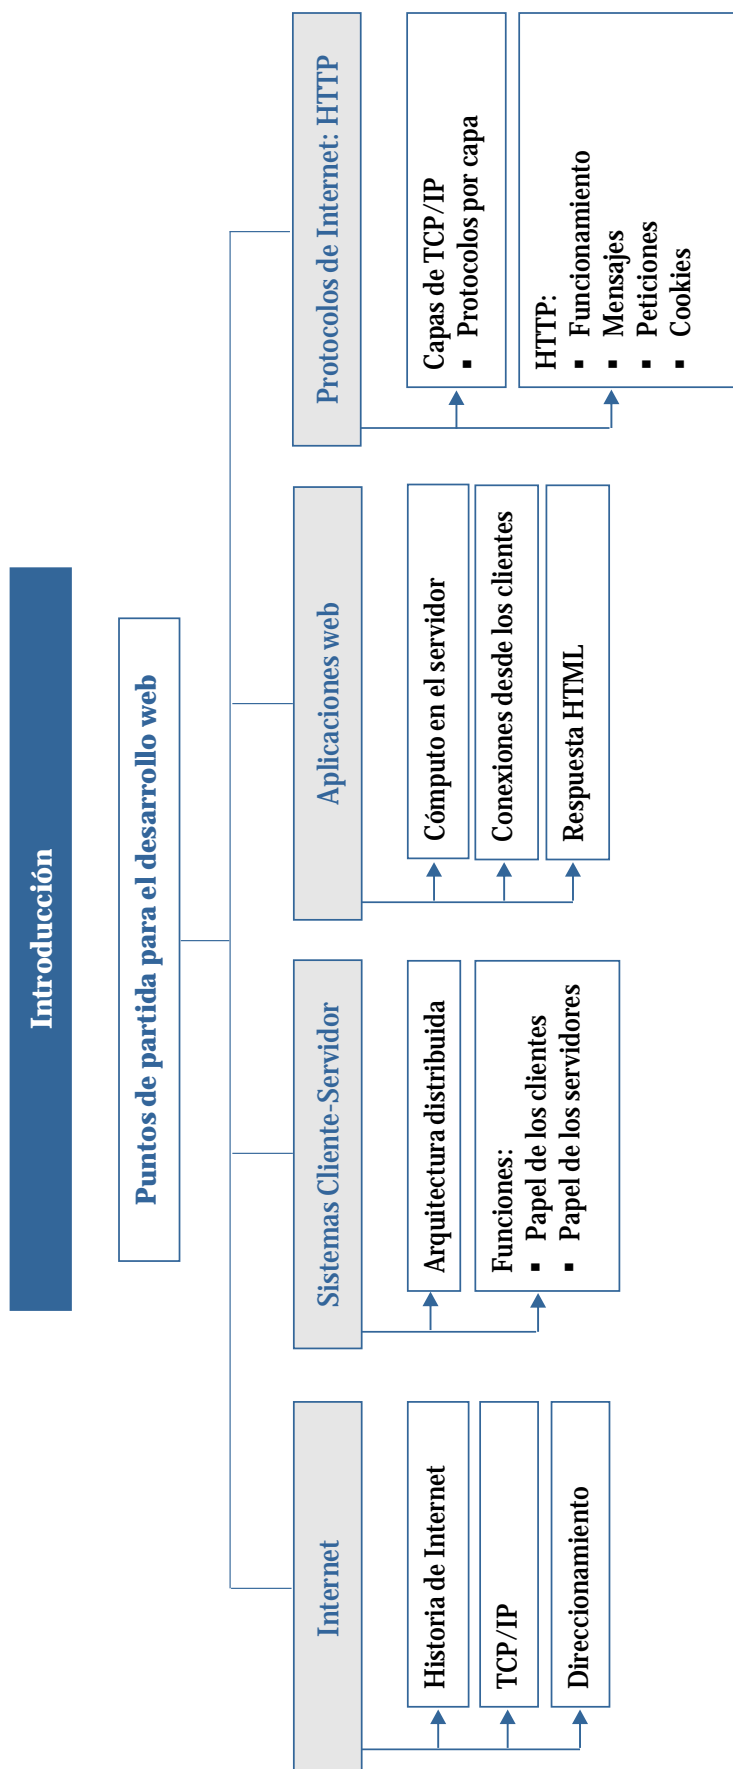 Introducción
Puntos de partida para el desarrollo web
Internet
Historia de Internet
TCP/IP
Direccionamiento
Sistemas Cliente-Servidor
Arquitectura distribuida
Funciones:
▪ Papel de los clientes
▪ Papel de los servidores
Aplicaciones web
Cómputo en el servidor
Conexiones desde los clientes
Respuesta HTML
Protocolos de Internet: HTTP
Capas de TCP/IP
▪ Protocolos por capa
HTTP:
▪ Funcionamiento
▪ Mensajes
▪ Peticiones
▪ Cookies